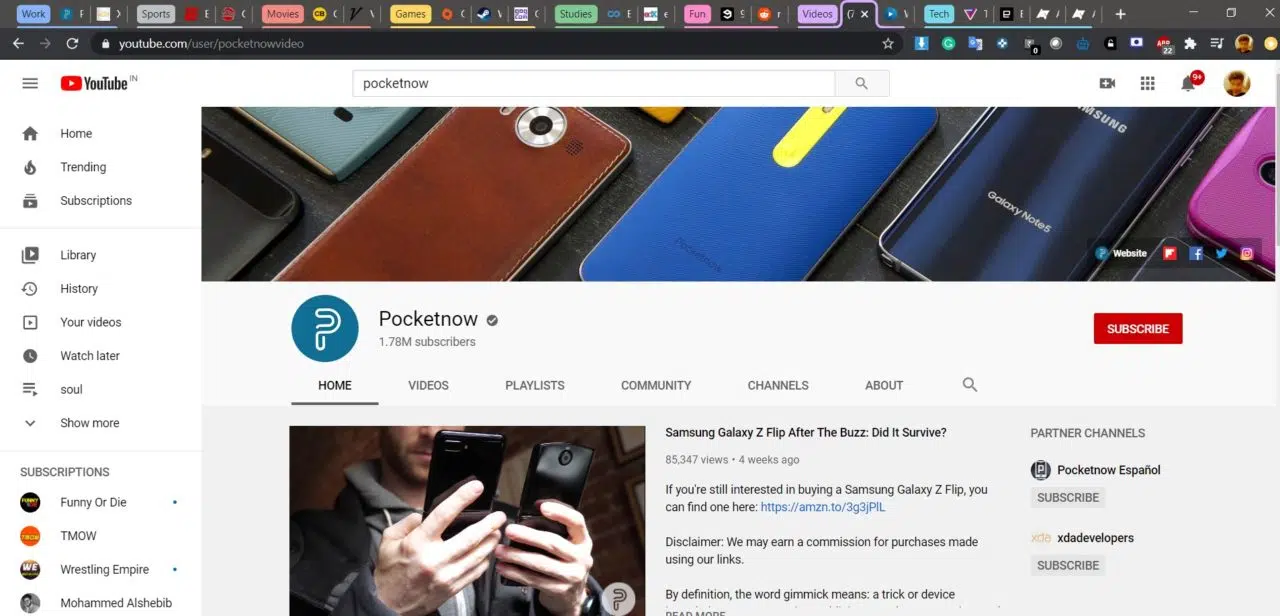 Work
Sports
Movies
Games
Studies
Fun
Videos
Tech
youtube.com/user/pocketnowvideo
0
22
YouTube IN
pocketnow
9+
Home
Trending
Subscriptions
Library
History
Your videos
Watch later
soul
Show more
SUBSCRIPTIONS
Funny Or Die
TMOW
Wrestling Empire
Mohammed Alshebib
SAMSUNG
Galaxy Note5
Pocketnow
Website
Pocketnow
1.78M subscribers
SUBSCRIBE
HOME VIDEOS PLAYLISTS COMMUNITY CHANNELS ABOUT
Samsung Galaxy Z Flip After The Buzz: Did It Survive?
85,347 views • 4 weeks ago
If you're still interested in buying a Samsung Galaxy Z Flip, you
can find one here: https://amzn.to/3g3jPlL
Disclaimer: We may earn a commission for purchases made
using our links.
By definition, the word gimmick means: a trick or device
READ MORE
PARTNER CHANNELS
Pocketnow Español
SUBSCRIBE
xda xdadevelopers
SUBSCRIBE